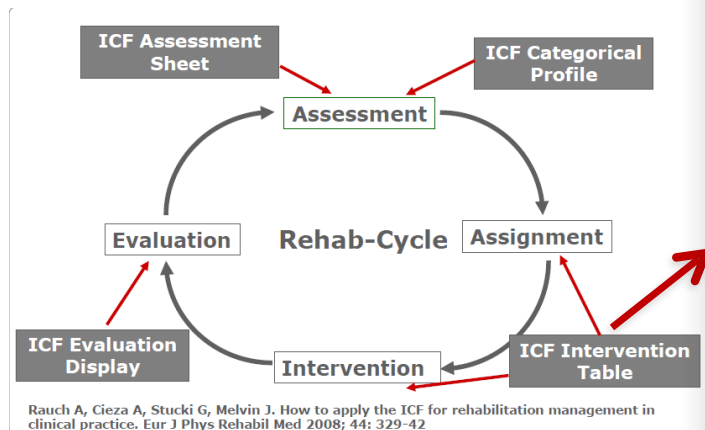 ICF Assessment
Sheet
ICF Categorical
Profile
Assessment
Evaluation
Rehab-Cycle
Assignment
ICF Evaluation
Display
Intervention
ICF Intervention
Table
Rauch A, Cieza A, Stucki G, Melvin J. How to apply the ICF for rehabilitation management in
clinical practice. Eur J Phys Rehabil Med 2008; 44: 329-42